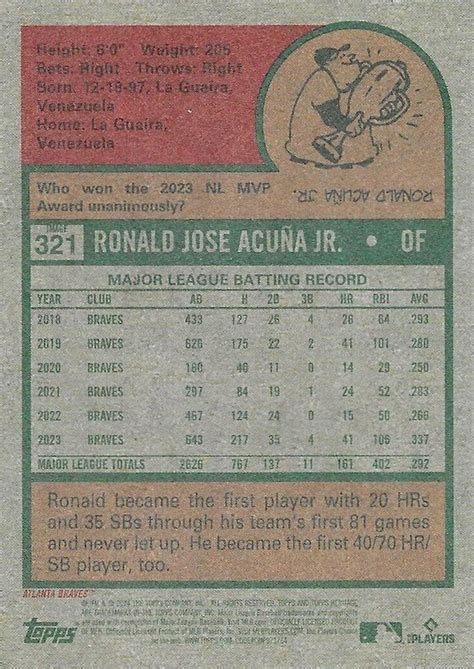 Height: 6'0" Weight: 205
Bats: Right Throws: Right
Born: 12-18-97, La Guaira,
Venezuela
Home: La Guaira,
Venezuela
Who won the 2023 NL MVP
Award unanimously?
RONALD ACUÑA JR.
321 RONALD JOSE ACUÑA JR. • OF
MAJOR LEAGUE BATTING RECORD
YEAR CLUB AB H 2B 3B HR RBI AVG
2018 BRAVES 433 127 26 4 26 64 .293
2019 BRAVES 626 175 22 2 41 101 .280
2020 BRAVES 160 40 11 0 14 29 .250
2021 BRAVES 297 84 19 1 24 52 .283
2022 BRAVES 467 124 24 0 15 50 .266
2023 BRAVES 643 217 35 4 41 106 .337
MAJOR LEAGUE TOTALS 2626 767 137 11 161 402 .292
Ronald became the first player with 20 HRs
and 35 SBs through his team's first 81 games
and never let up. He became the first 40/70 HR/
SB player, too.
ATLANTA BRAVES
topps
PLAYERS